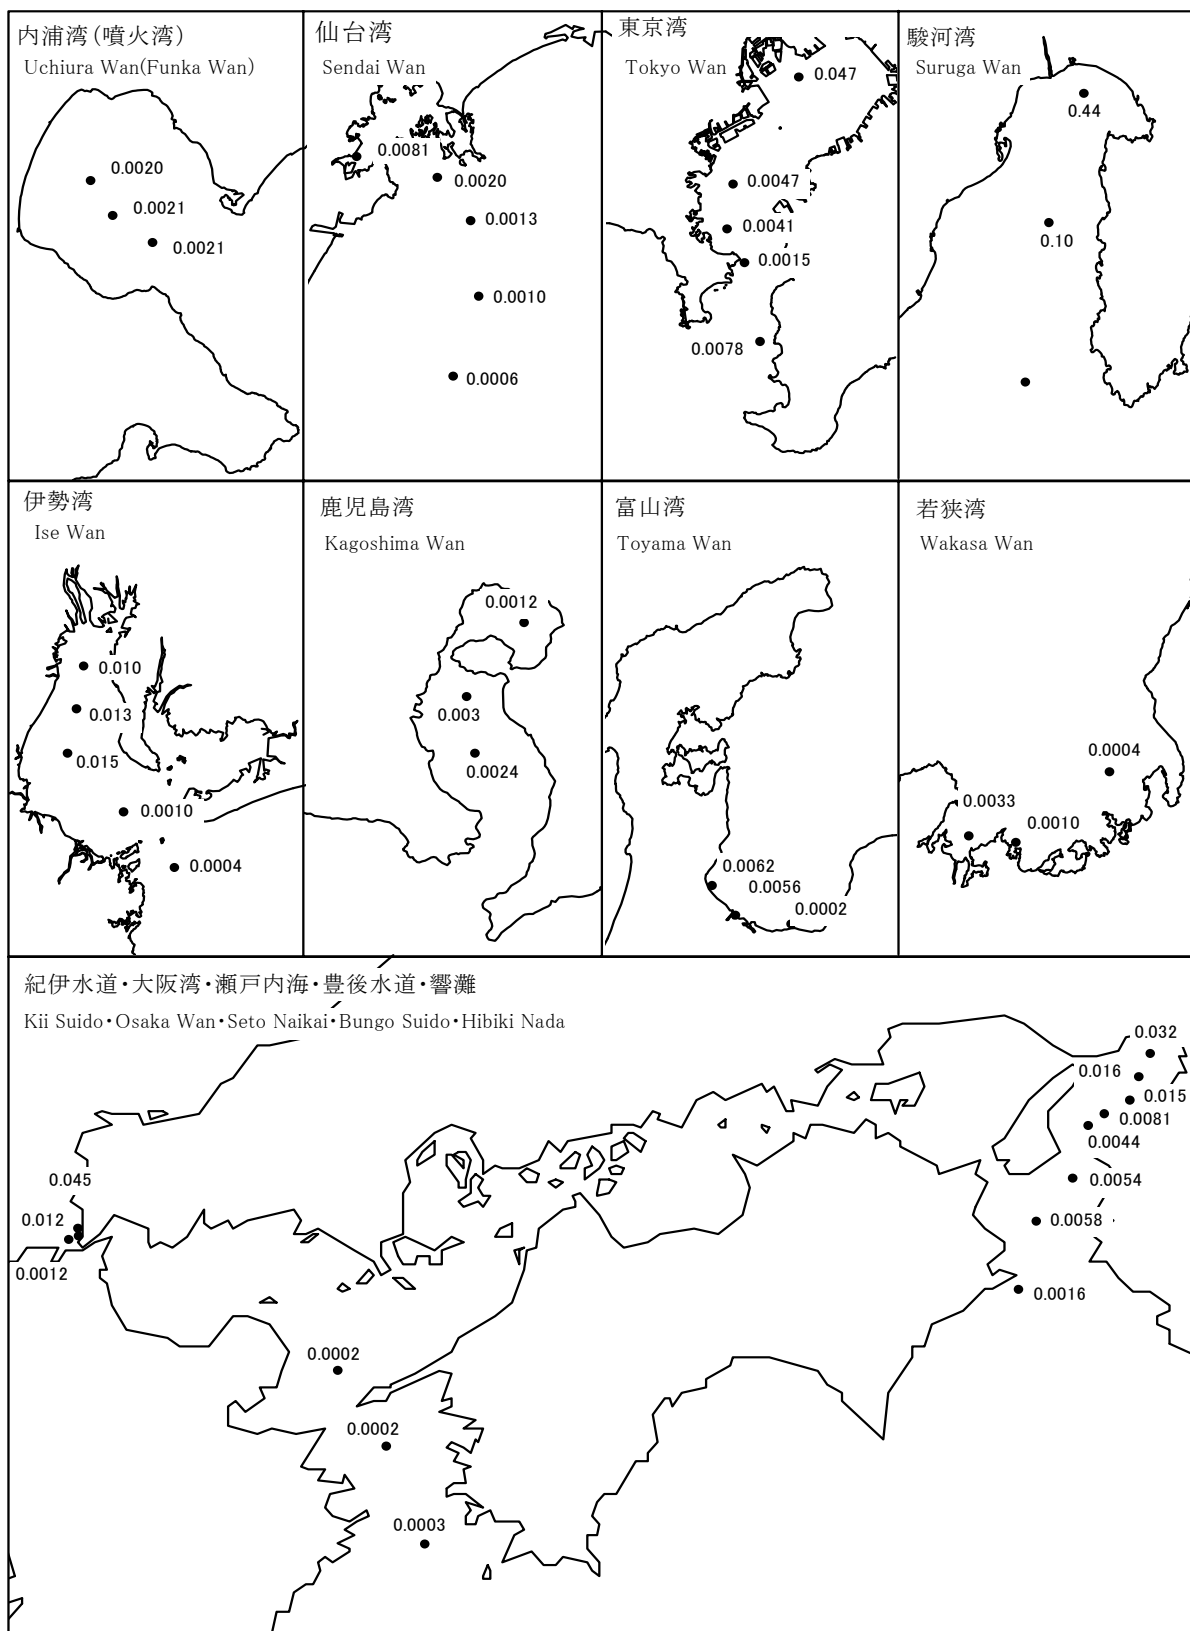 内浦湾（噴火湾）
Uchiura Wan(Funka Wan)
0.0020
0.0021
0.0021
仙台湾
Sendai Wan
0.0081
0.0020
0.0013
0.0010
0.0006
東京湾
Tokyo Wan
0.047
0.0047
0.0041
0.0015
0.0078
駿河湾
Suruga Wan
0.44
0.10
伊勢湾
Ise Wan
0.010
0.013
0.015
0.0010
0.0004
鹿児島湾
Kagoshima Wan
0.0012
0.003
0.0024
富山湾
Toyama Wan
0.0062
0.0056
0.0002
若狭湾
Wakasa Wan
0.0004
0.0033
0.0010
紀伊水道・大阪湾・瀬戸内海・豊後水道・響灘
Kii Suido・Osaka Wan・Seto Naikai・Bungo Suido・Hibiki Nada
0.032
0.016
0.015
0.0081
0.0044
0.0054
0.0058
0.0016
0.045
0.012
0.0012
0.0002
0.0002
0.0003